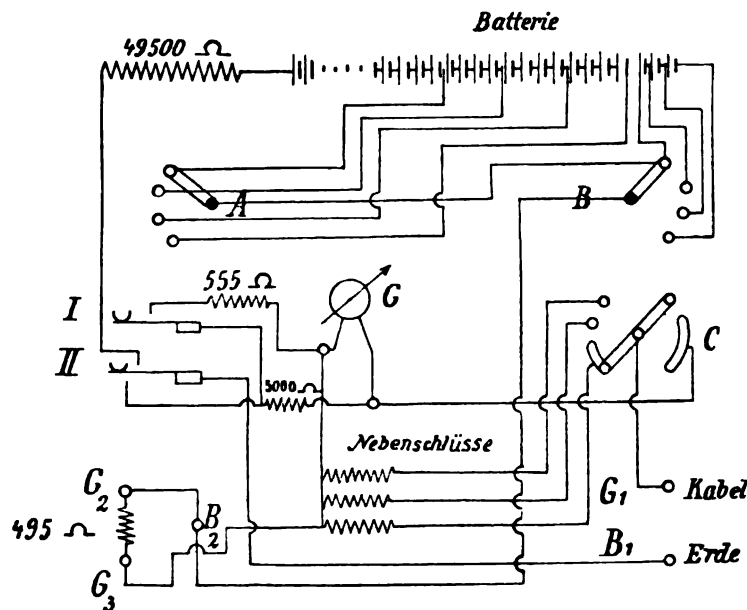 Batterie
49500 Ω
A
B
555 Ω
G
I
C
II
5000 Ω
Nebenschlüsse
G2
G1
Kabel
495 Ω
B2
B1
Erde
G3